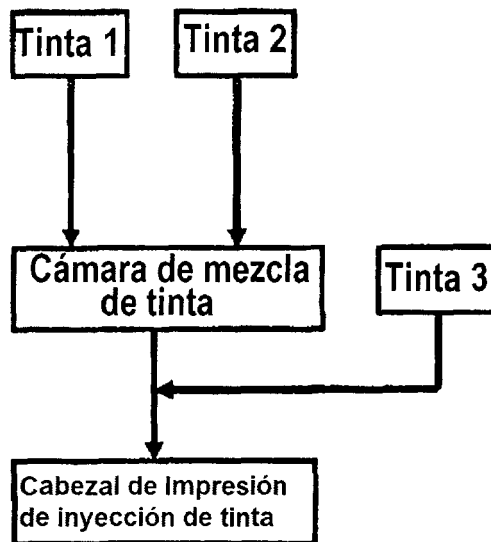 Tinta 1
Tinta 2
Cámara de mezcla
de tinta
Tinta 3
Cabezal de impresión
de inyección de tinta